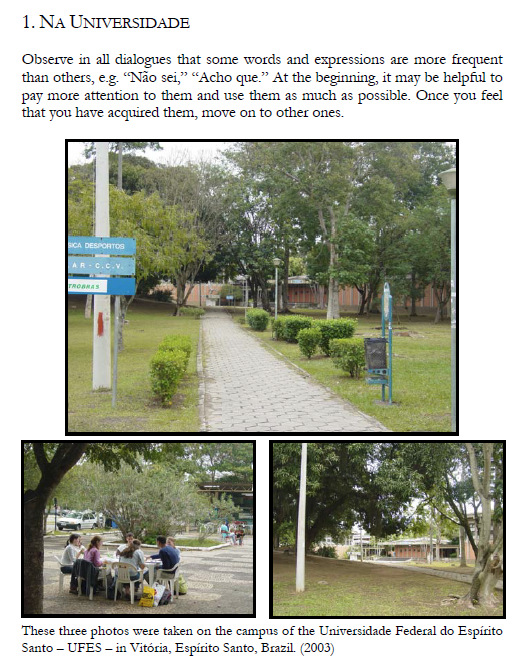 1. NA UNIVERSIDADE
Observe in all dialogues that some words and expressions are more frequent
than others, e.g. “Não sei,” “Acho que.” At the beginning, it may be helpful to
pay more attention to them and use them as much as possible. Once you feel
that you have acquired them, move on to other ones.
SICA DESPORTOS
AR - C.C.V.
TROBRAS
These three photos were taken on the campus of the Universidade Federal do Espírito
Santo – UFES – in Vitória, Espírito Santo, Brazil. (2003)